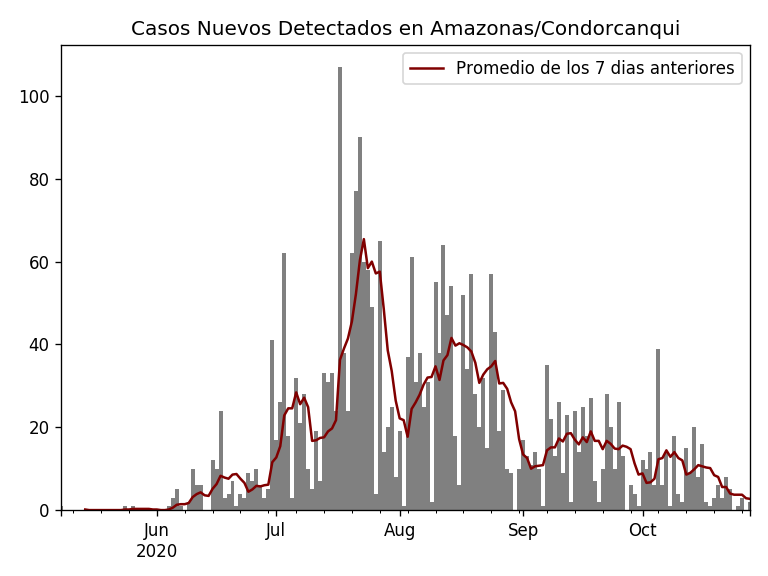 Casos Nuevos Detectados en Amazonas/Condorcanqui
Promedio de los 7 dias anteriores
100
80
60
40
20
0
Jun Jul Aug Sep Oct
2020